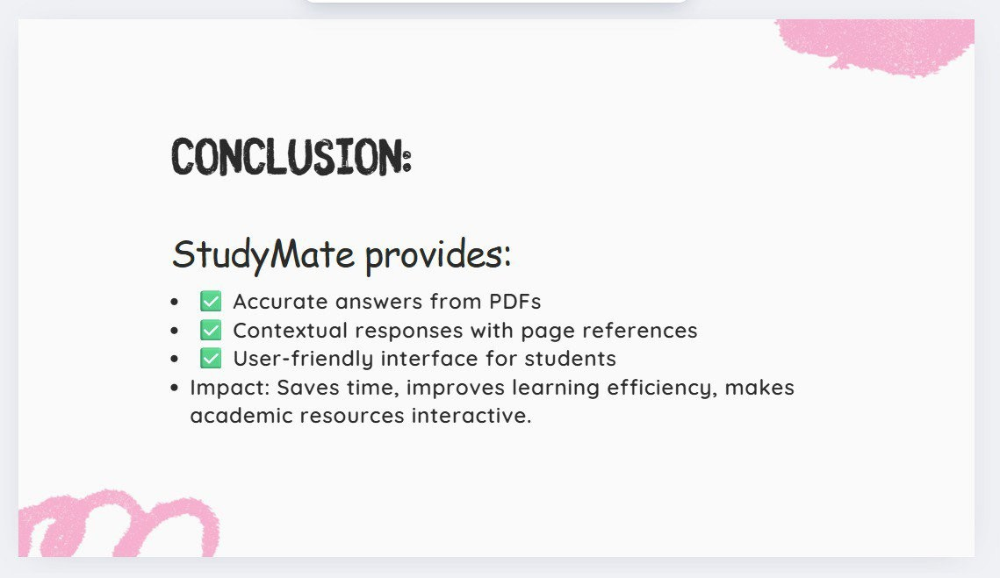 CONCLUSION:
StudyMate provides:
• ✅ Accurate answers from PDFs
• ✅ Contextual responses with page references
• ✅ User-friendly interface for students
• Impact: Saves time, improves learning efficiency, makes
academic resources interactive.